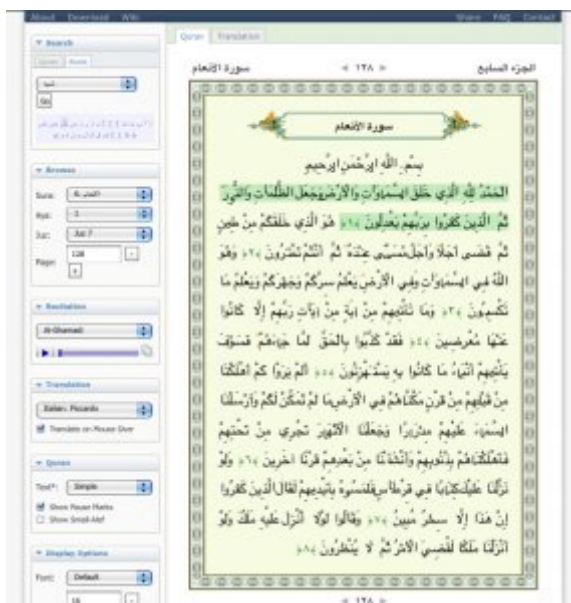 About Download Wiki
Share FAQ Contact
Search
Quran Root
Go
Browse
Sura: 6.
Aya: 1
Juz: Juz 7
Page: 128
Recitation
Al-Ghamadi
Translation
Italian: Piccardo
Translate on Mouse Over
Quran
Text*: Simple
Show Pause Marks
Show Small-Alef
Display Options
Font: Default
16
Quran Translation
الجزء السابع
١٢٨
سورة الأنعام
سورة الأنعام
بسم الله الرحمن الرحيم
الحمد لله الذي خلق السماوات والأرض وجعل الظلمات والنور
ثم الذين كفروا بربهم يعدلون ﴿١﴾ هو الذي خلقكم من طين
ثم قضى أجلا وأجل مسمى عنده ثم أنتم تمترون ﴿٢﴾ وهو
الله في السماوات وفي الأرض يعلم سركم وجهركم ويعلم ما
تكسبون ﴿٣﴾ وما تأتيهم من آية من آيات ربهم إلا كانوا
عنها معرضين ﴿٤﴾ فقد كذبوا بالحق لما جاءهم فسوف
يأتيهم أنباء ما كانوا به يستهزئون ﴿٥﴾ ألم يروا كم أهلكنا
من قبلهم من قرن مكناهم في الأرض ما لم نمكن لكم وأرسلنا
السماء عليهم مدرارا وجعلنا الأنهار تجري من تحتهم
فأهلكناهم بذنوبهم وأنشأنا من بعدهم قرنا آخرين ﴿٦﴾ ولو
نزلنا عليك كتابا في قرطاس فلمسوه بأيديهم لقال الذين كفروا
إن هذا إلا سحر مبين ﴿٧﴾ وقالوا لولا أنزل عليه ملك ولو
أنزلنا ملكا لقضي الأمر ثم لا ينظرون ﴿٨﴾
١٢٨